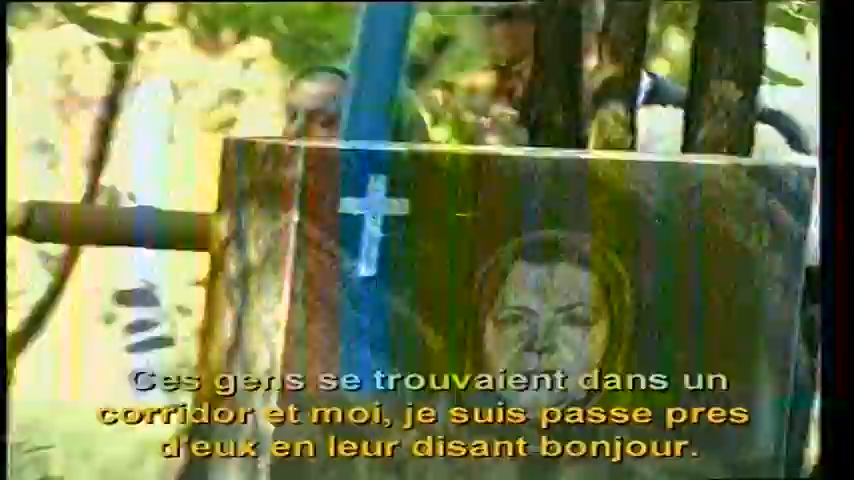 Ces gens se trouvaient dans un
corridor et moi, je suis passe pres
d'eux en leur disant bonjour.